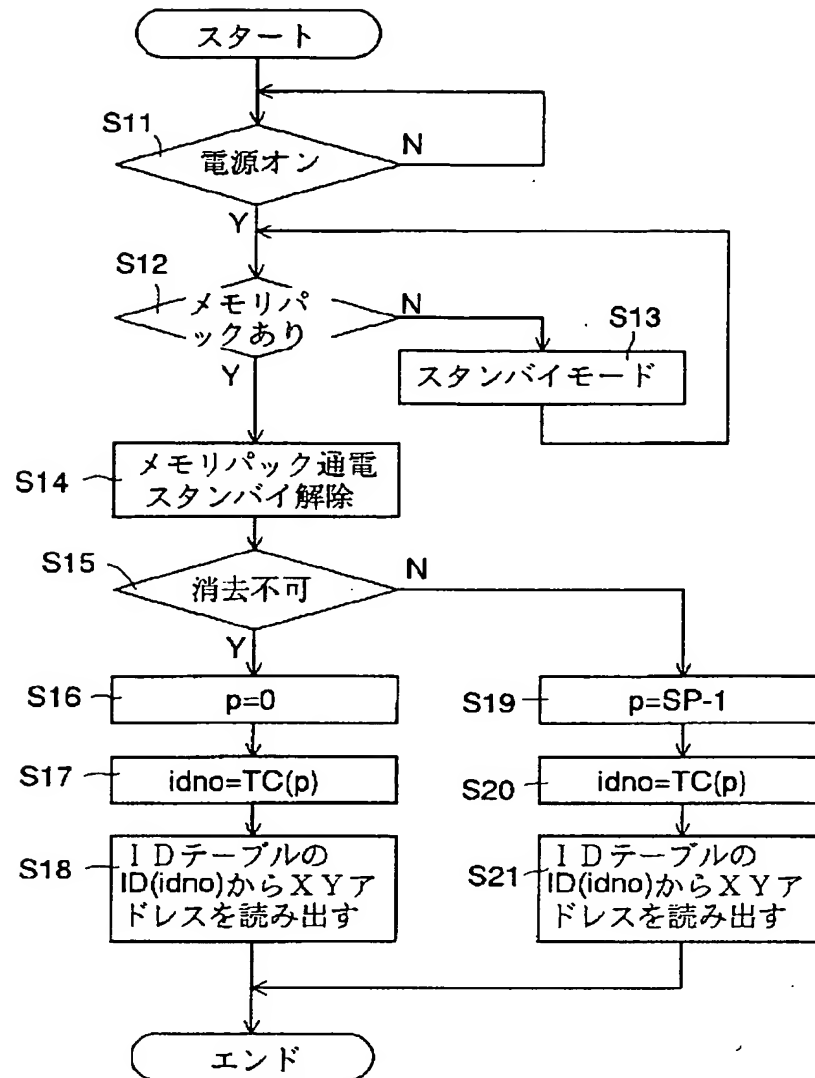 スタート
S11
電源オン
N
Y
S12
メモリパ
ックあり
N
Y
S13
スタンバイモード
S14
メモリパック通電
スタンバイ解除
S15
消去不可
N
Y
S16
p=0
S17
idno=TC(p)
S18
IDテーブルの
ID(idno)からXYア
ドレスを読み出す
S19
p=SP-1
S20
idno=TC(p)
S21
IDテーブルの
ID(idno)からXYア
ドレスを読み出す
エンド